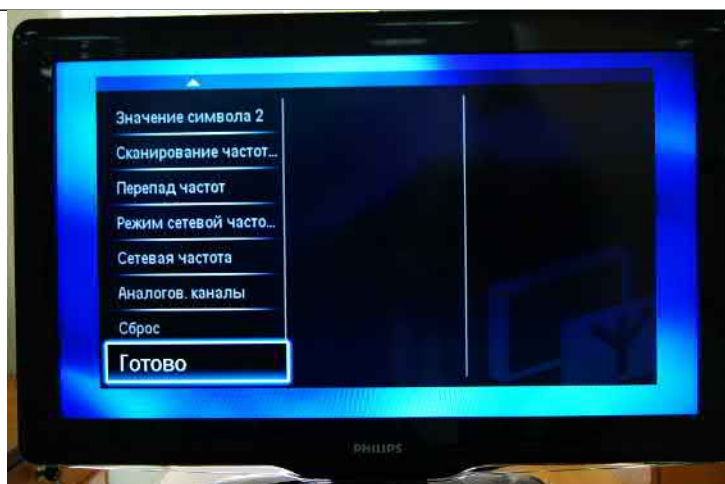 Значение символа 2
Сканирование частот...
Перепад частот
Режим сетевой часто...
Сетевая частота
Аналогов. каналы
Сброс
Готово
PHILIPS